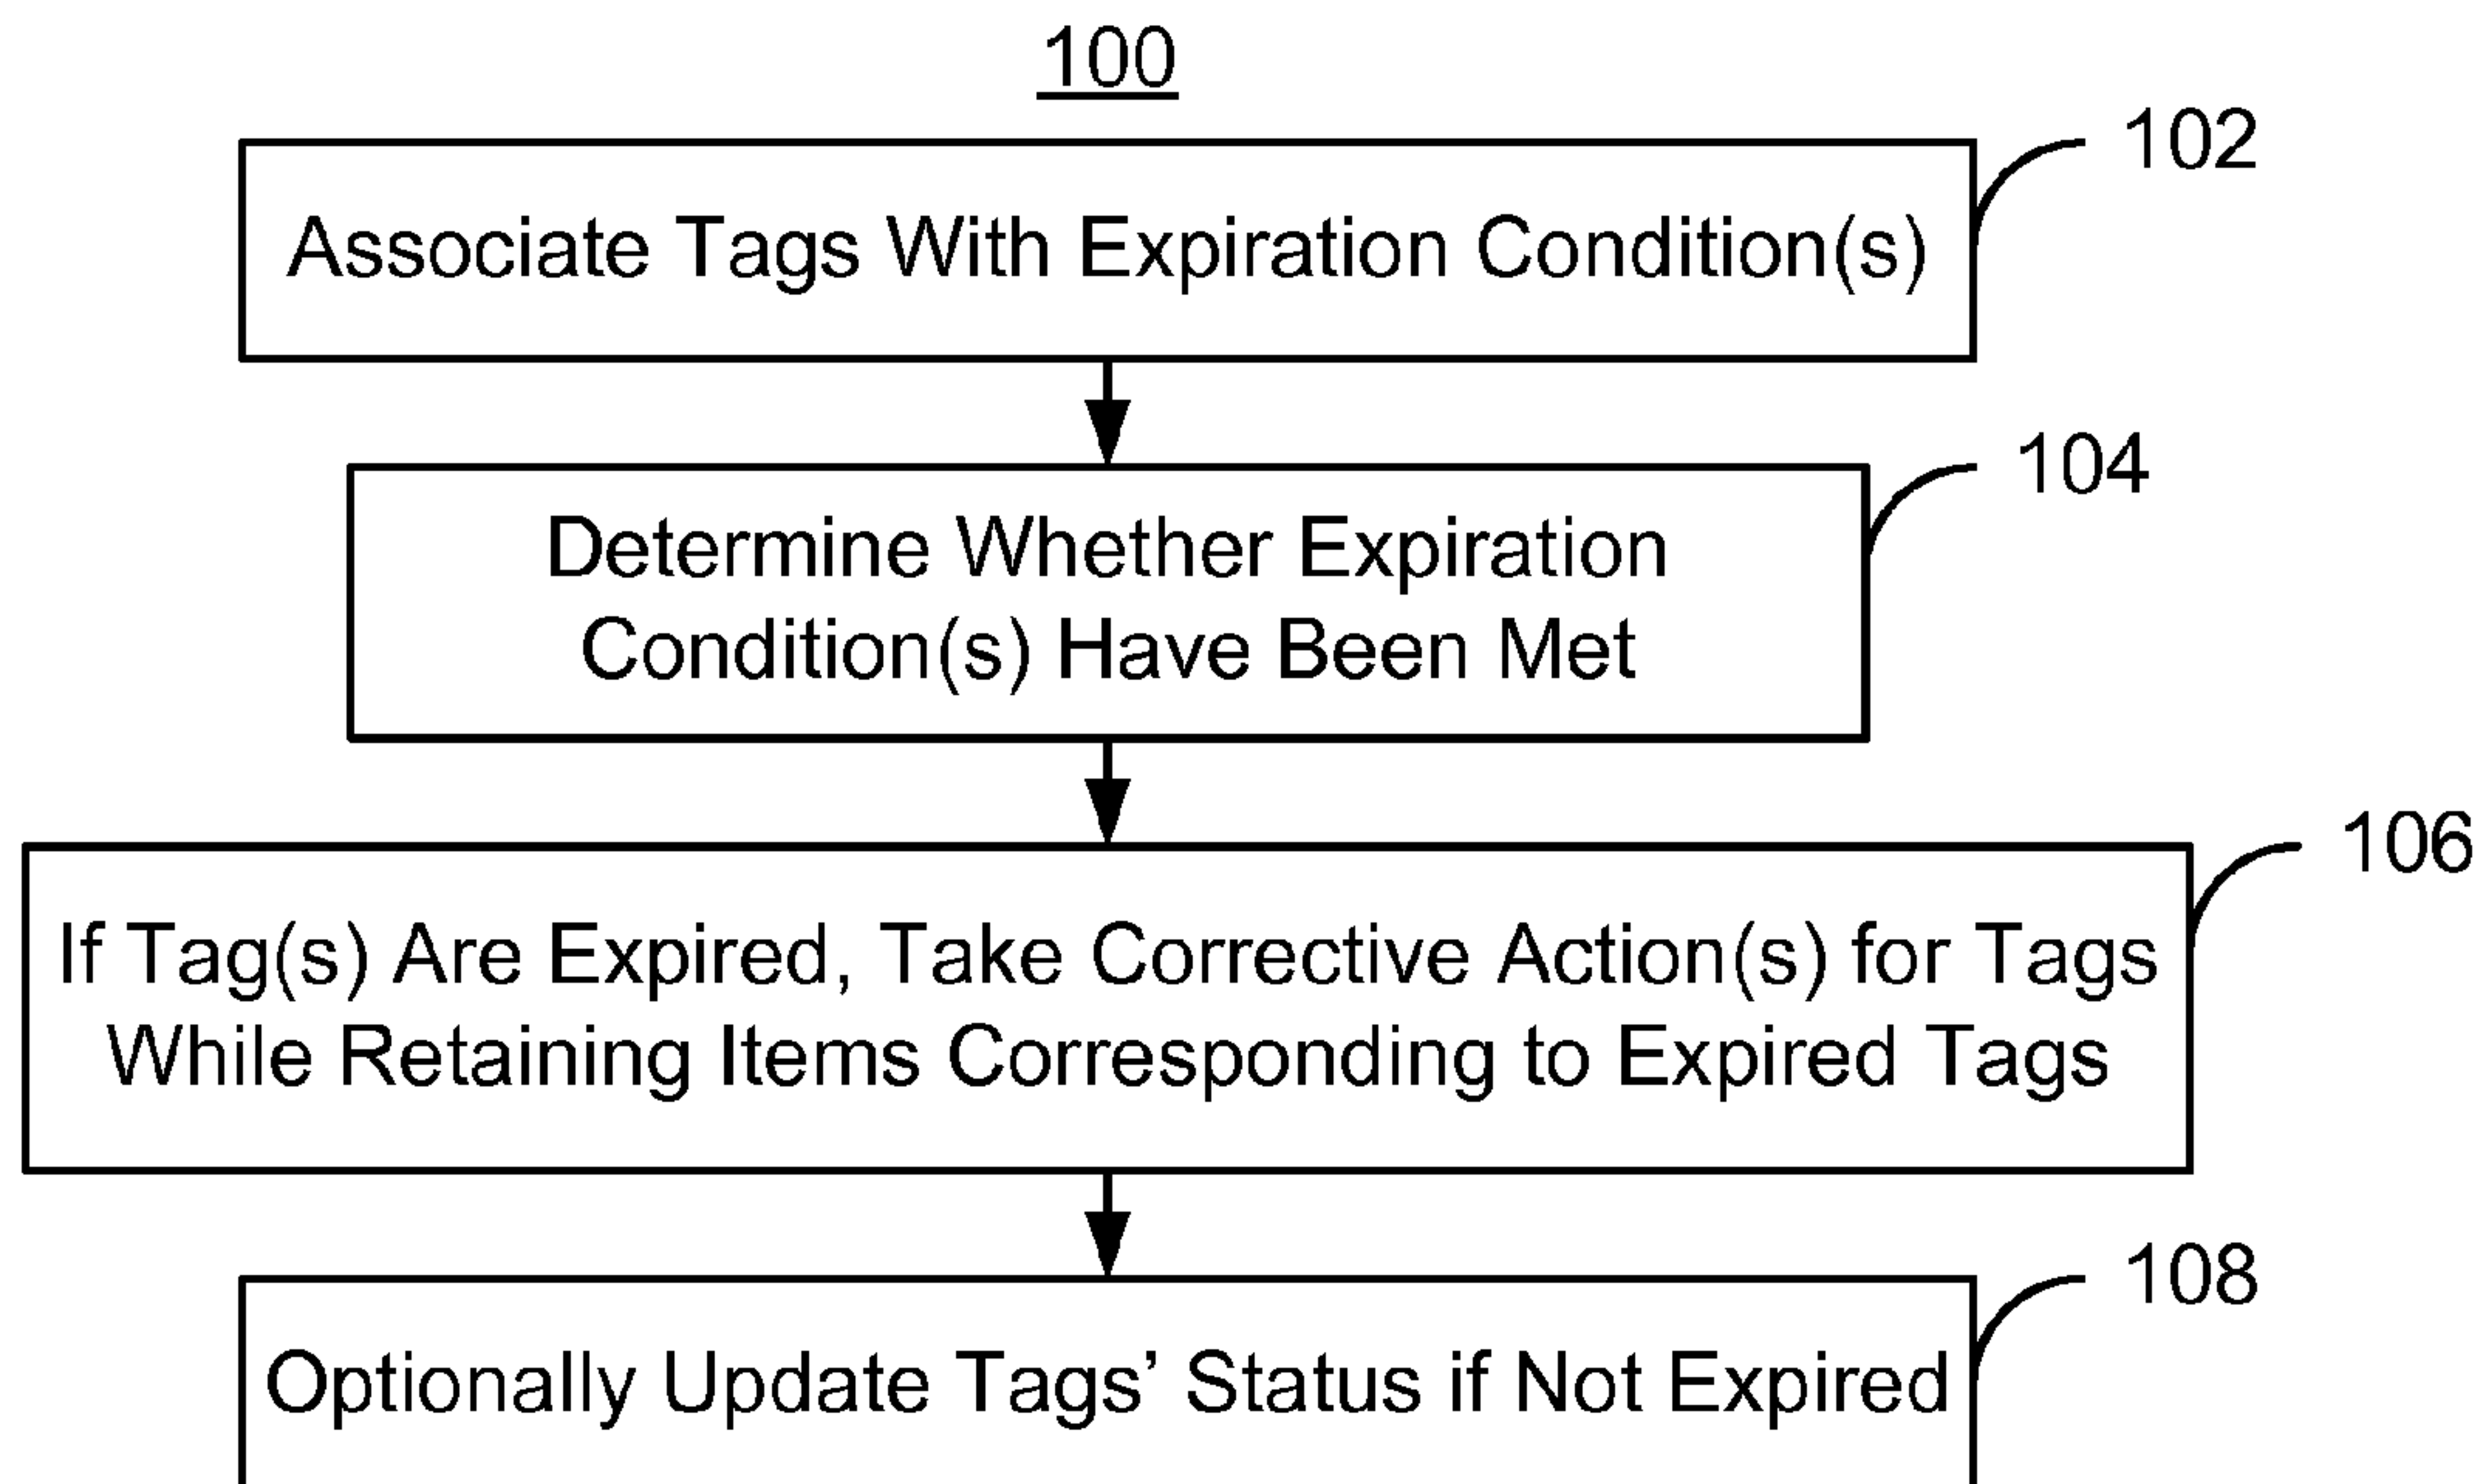 100
102
Associate Tags With Expiration Condition(s)
104
Determine Whether Expiration
Condition(s) Have Been Met
106
If Tag(s) Are Expired, Take Corrective Action(s) for Tags
While Retaining Items Corresponding to Expired Tags
108
Optionally Update Tags’ Status if Not Expired